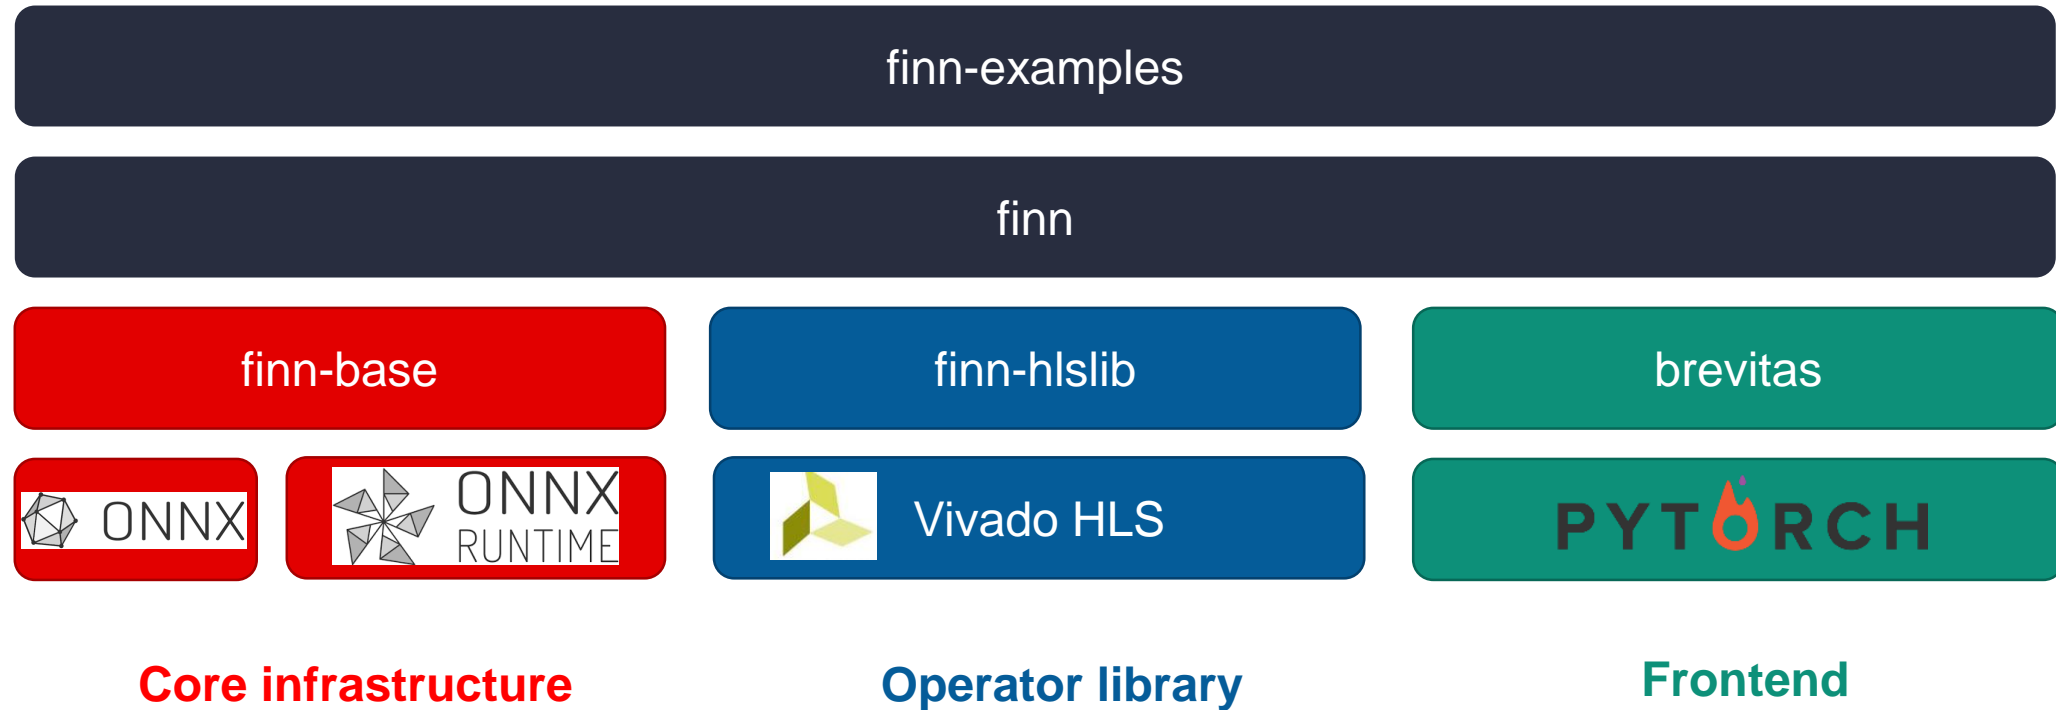 finn-examples
finn
finn-base
finn-hlslib
brevitas
ONNX
ONNX
RUNTIME
Vivado HLS
PYTORCH
Core infrastructure
Operator library
Frontend